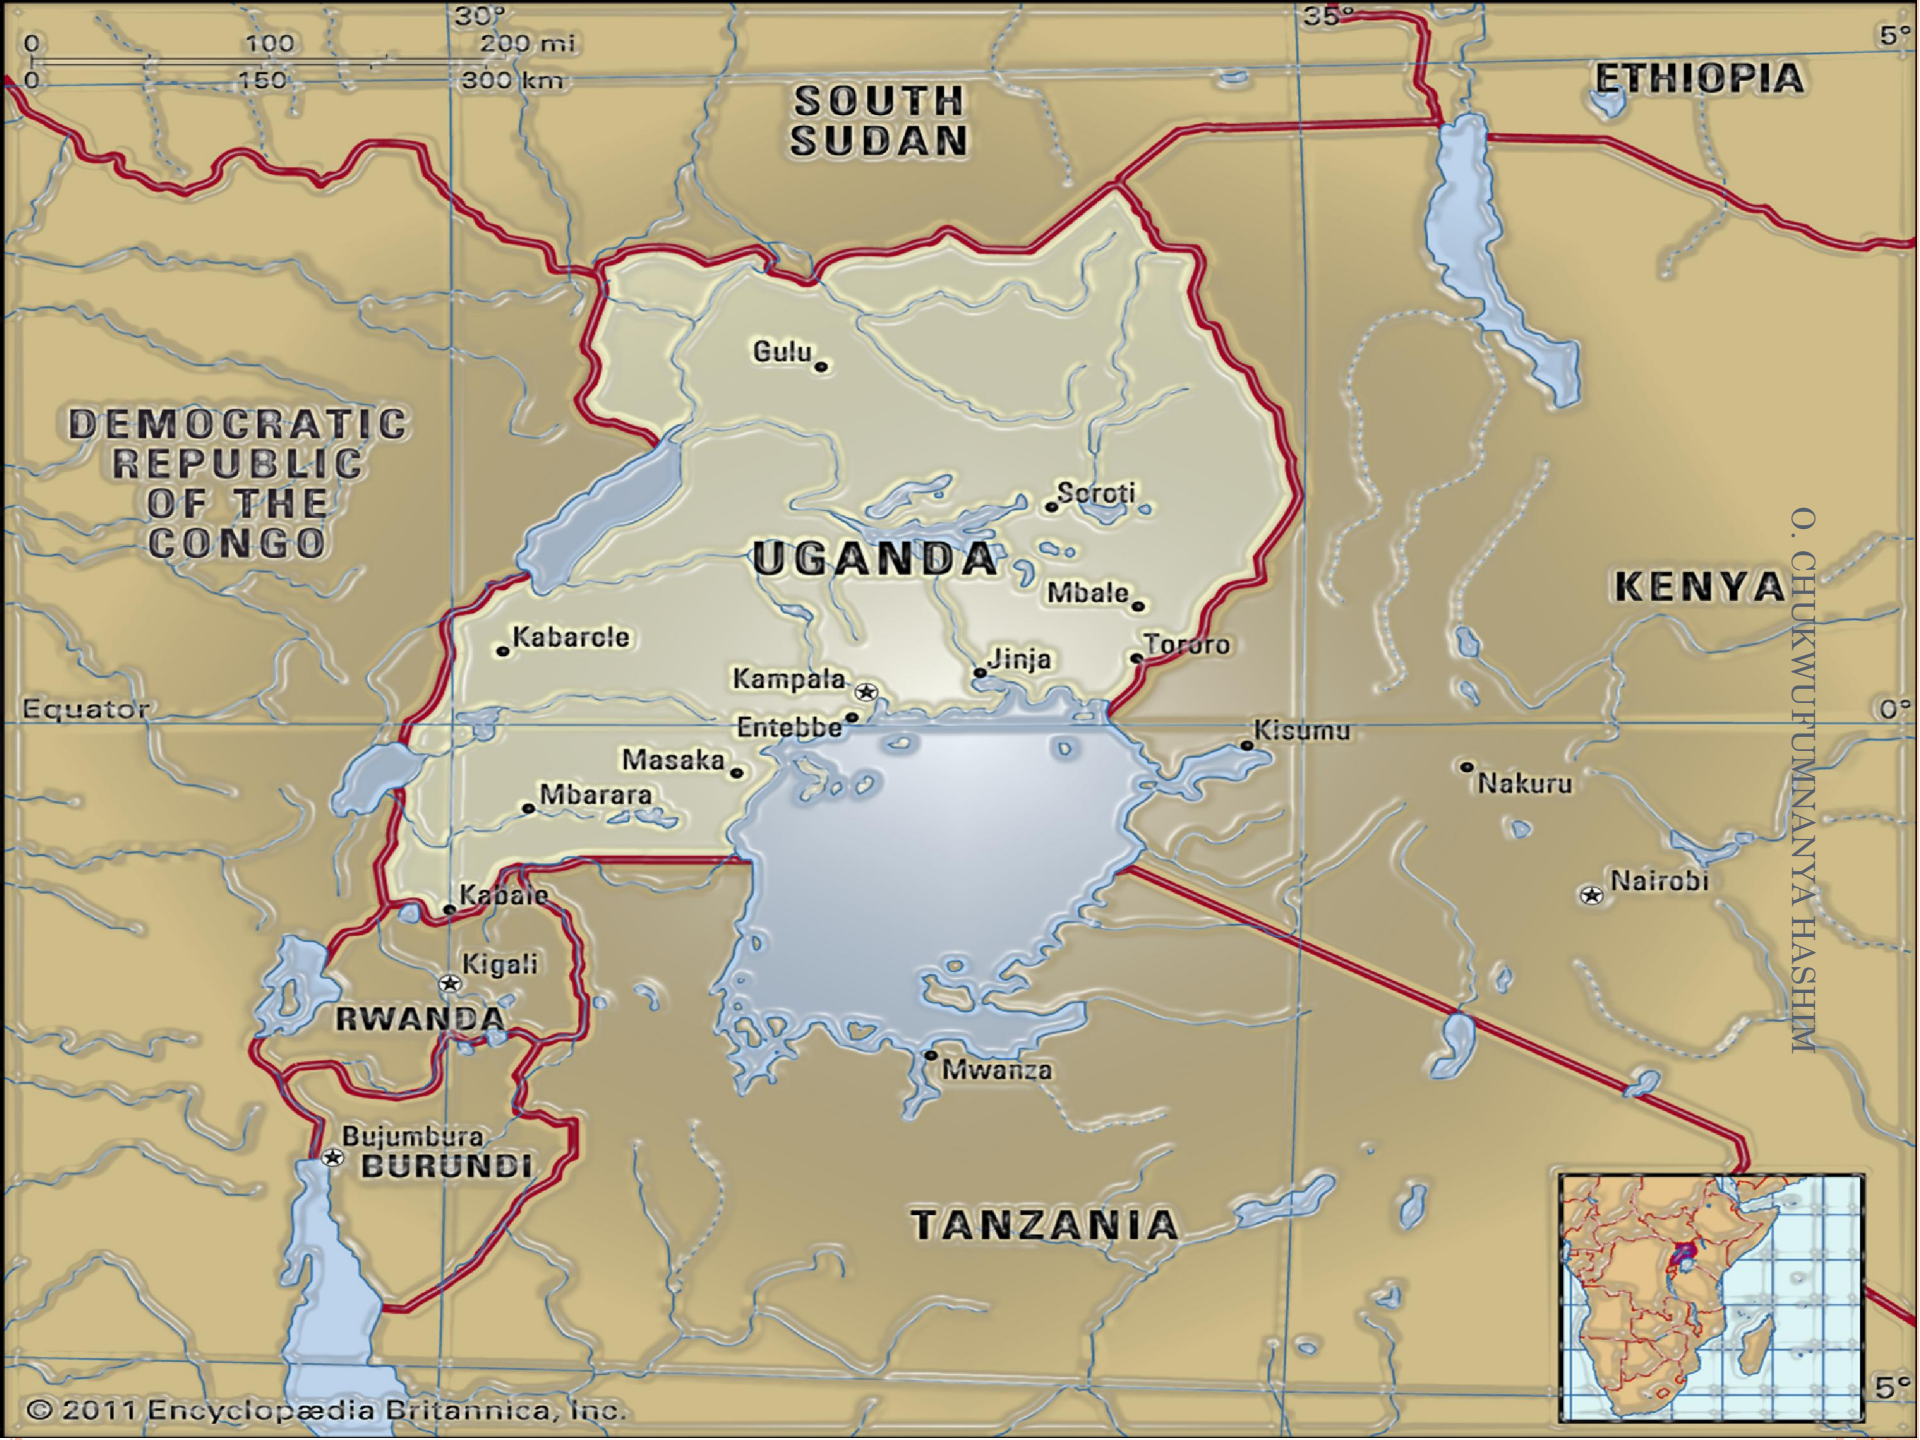 30°
35°
0 100 200 mi
0 150 300 km
5°
ETHIOPIA
SOUTH
SUDAN
Gulu
DEMOCRATIC
REPUBLIC
OF THE
CONGO
Soroti
UGANDA
Mbale
KENYA
Kabarole
Tororo
Jinja
Kampala
Equator
0°
Entebbe
Kisumu
Masaka
Nakuru
Mbarara
Nairobi
Kabale
Kigali
RWANDA
Mwanza
Bujumbura
BURUNDI
TANZANIA
5°
© 2011 Encyclopædia Britannica, Inc.
O. CHUKWUFUMNANYA HASHIM